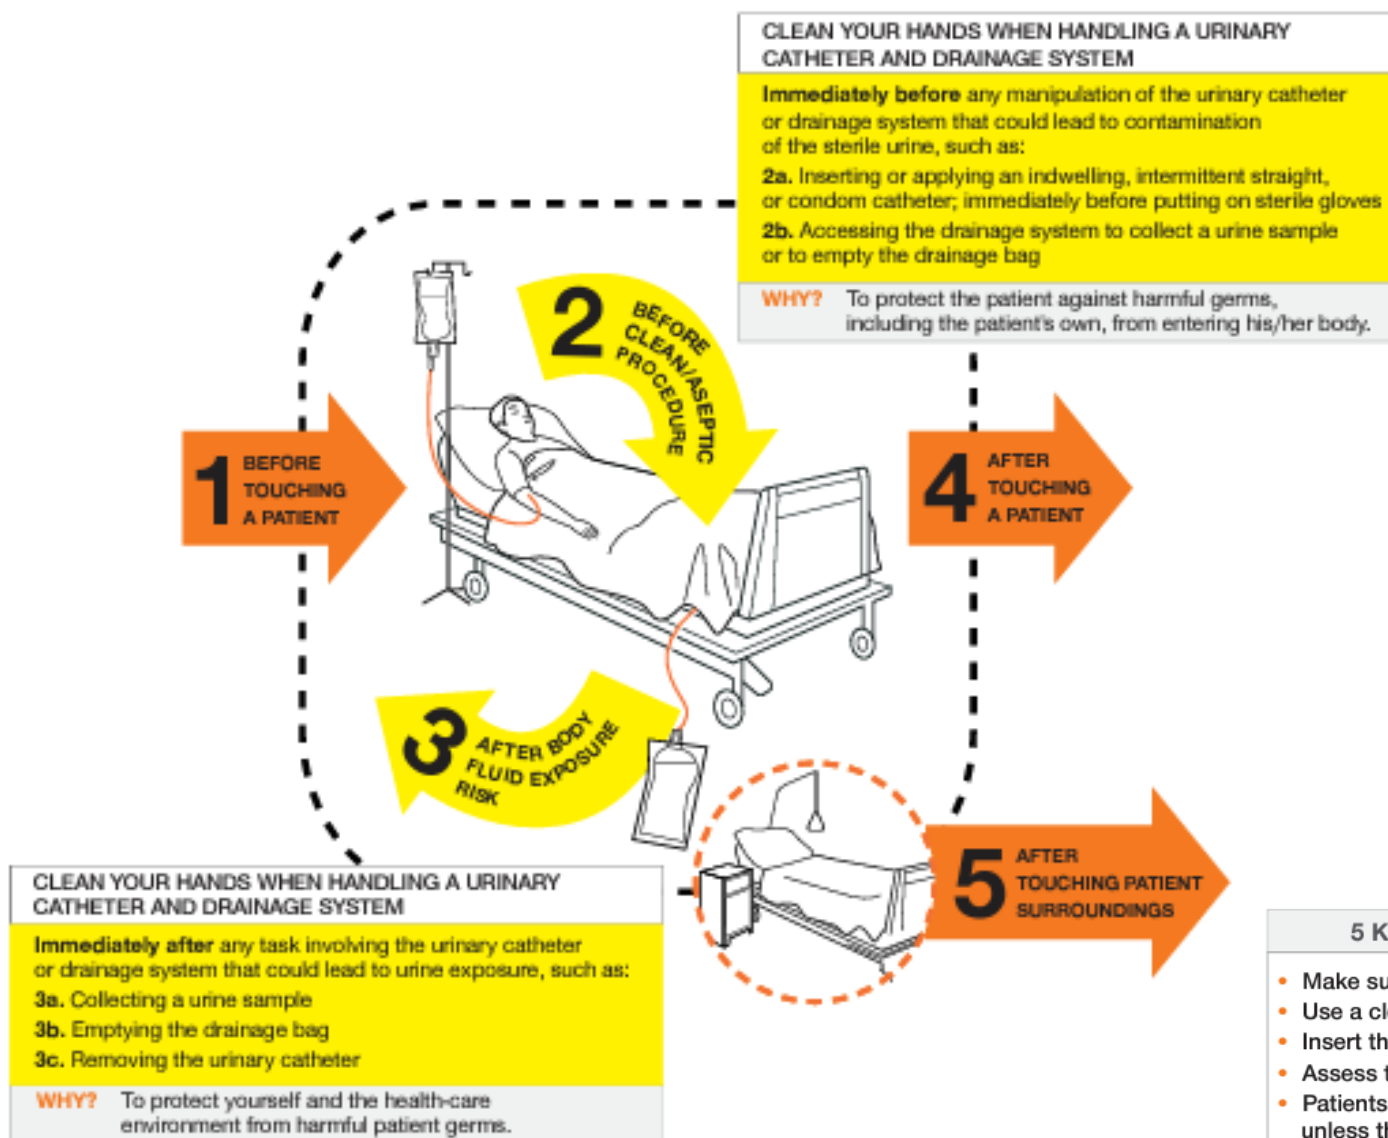 CLEAN YOUR HANDS WHEN HANDLING A URINARY
CATHETER AND DRAINAGE SYSTEM
Immediately before any manipulation of the urinary catheter
or drainage system that could lead to contamination
of the sterile urine, such as:
2a. Inserting or applying an indwelling, intermittent straight,
or condom catheter; immediately before putting on sterile gloves
2b. Accessing the drainage system to collect a urine sample
or to empty the drainage bag
WHY? To protect the patient against harmful germs,
including the patient's own, from entering his/her body.
1
BEFORE
TOUCHING
A PATIENT
2
BEFORE
CLEAN/ASEPTIC
PROCEDURE
3
AFTER BODY
FLUID EXPOSURE
RISK
4
AFTER
TOUCHING
A PATIENT
5
AFTER
TOUCHING PATIENT
SURROUNDINGS
CLEAN YOUR HANDS WHEN HANDLING A URINARY
CATHETER AND DRAINAGE SYSTEM
Immediately after any task involving the urinary catheter
or drainage system that could lead to urine exposure, such as:
3a. Collecting a urine sample
3b. Emptying the drainage bag
3c. Removing the urinary catheter
WHY? To protect yourself and the health-care
environment from harmful patient germs.
5 K
• Make su
• Use a cl
• Insert th
• Assess t
• Patients
unless th